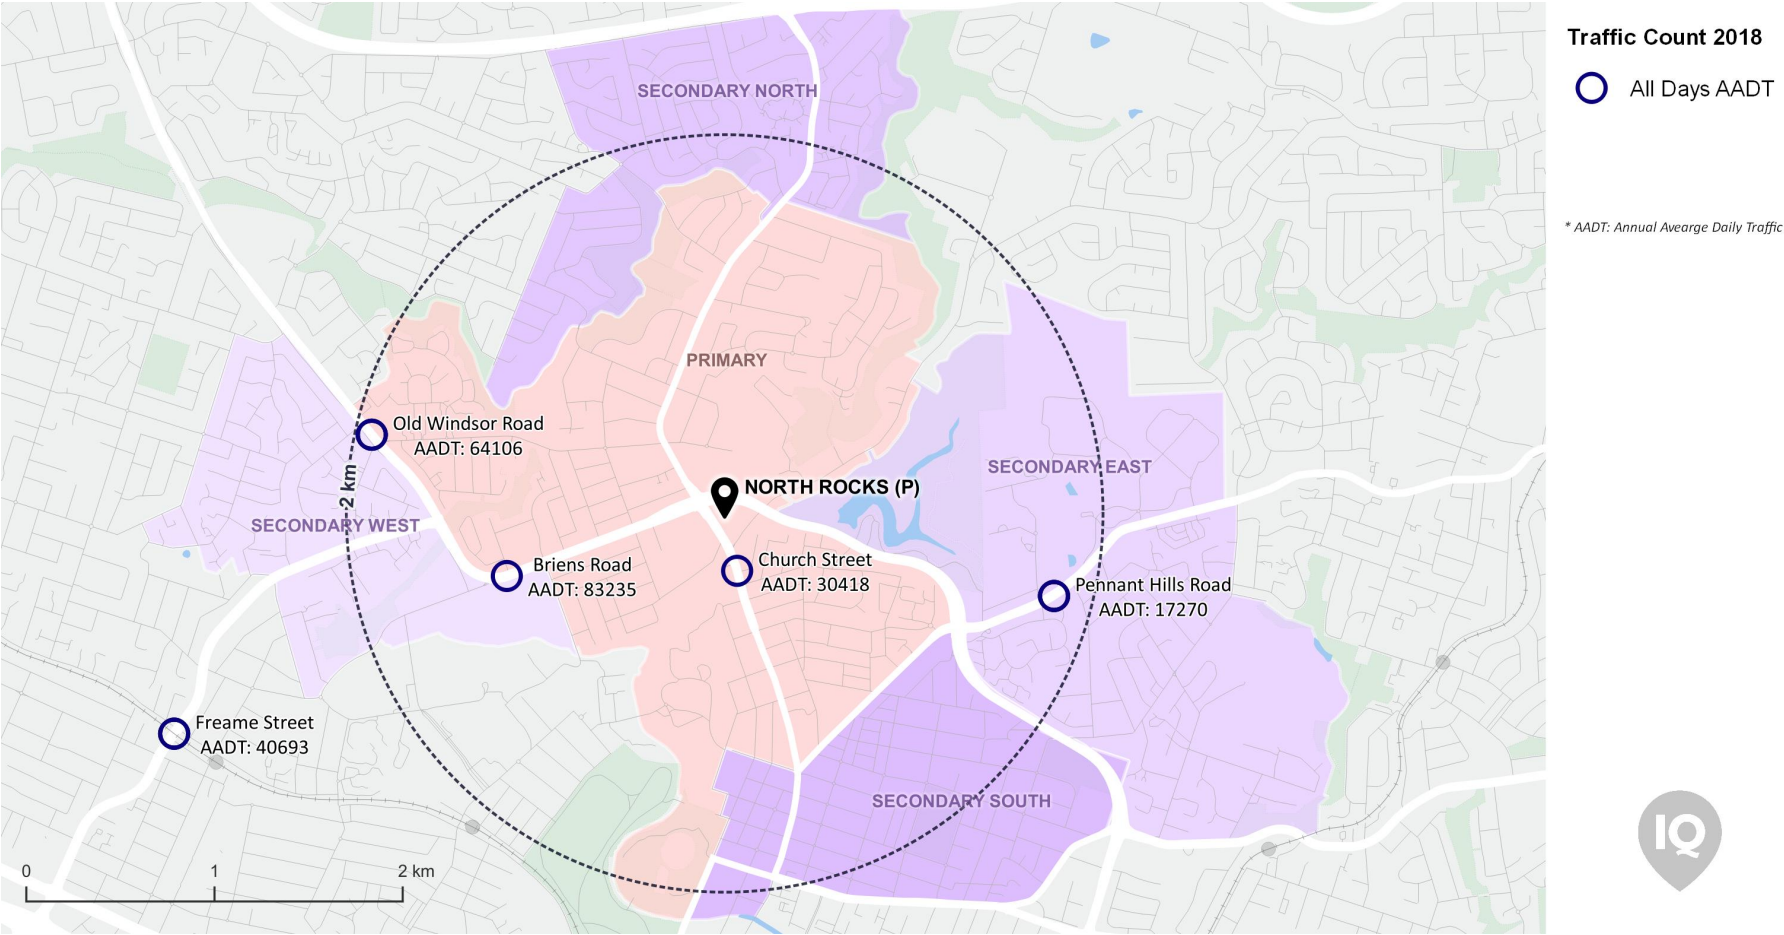 Traffic Count 2018
All Days AADT
* AADT: Annual Avearge Daily Traffic
SECONDARY NORTH
PRIMARY
Old Windsor Road
AADT: 64106
2 km
SECONDARY WEST
NORTH ROCKS (P)
SECONDARY EAST
Briens Road
AADT: 83235
Church Street
AADT: 30418
Pennant Hills Road
AADT: 17270
Freame Street
AADT: 40693
SECONDARY SOUTH
0 1 2 km
IQ